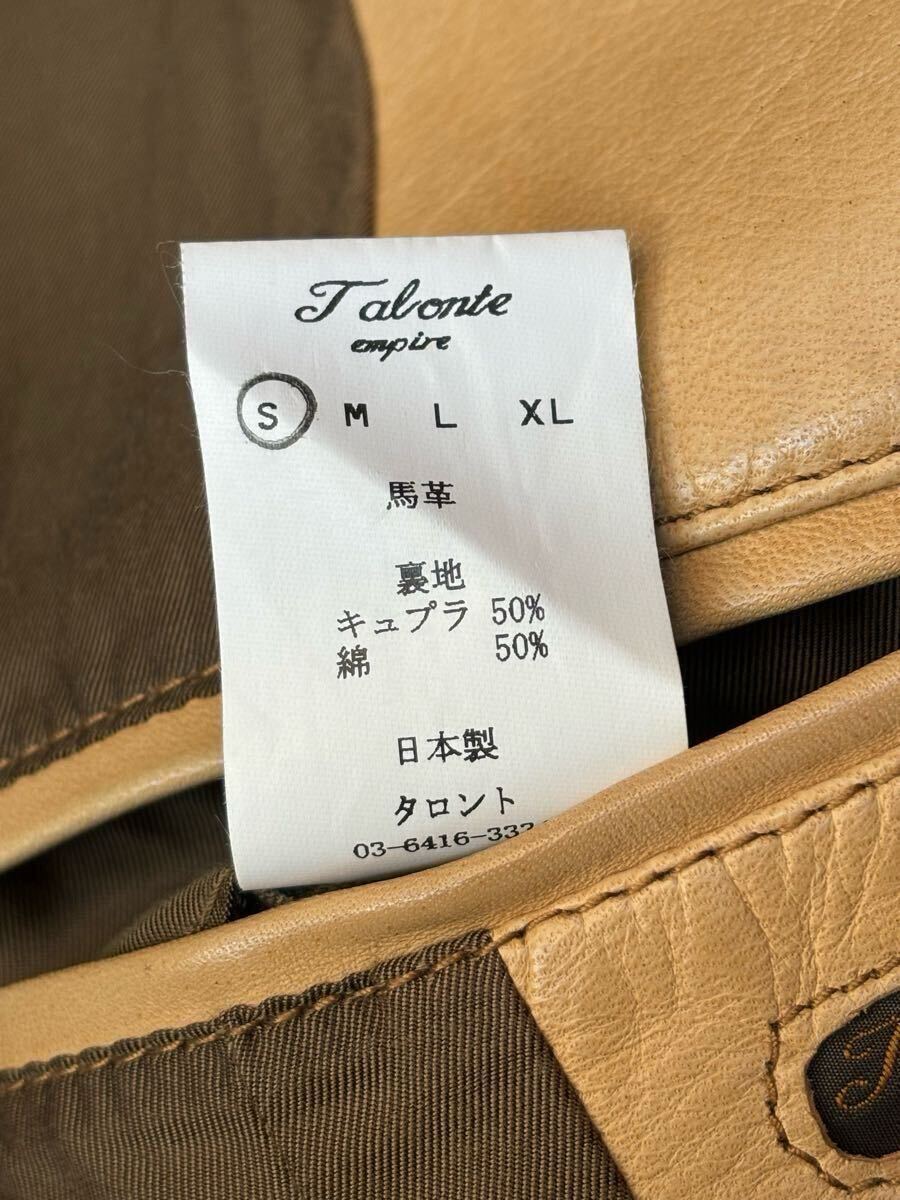 Talonte
empire
S M L XL
馬革
裏地
キュプラ 50%
綿 50%
日本製
タロント
03-6416-333